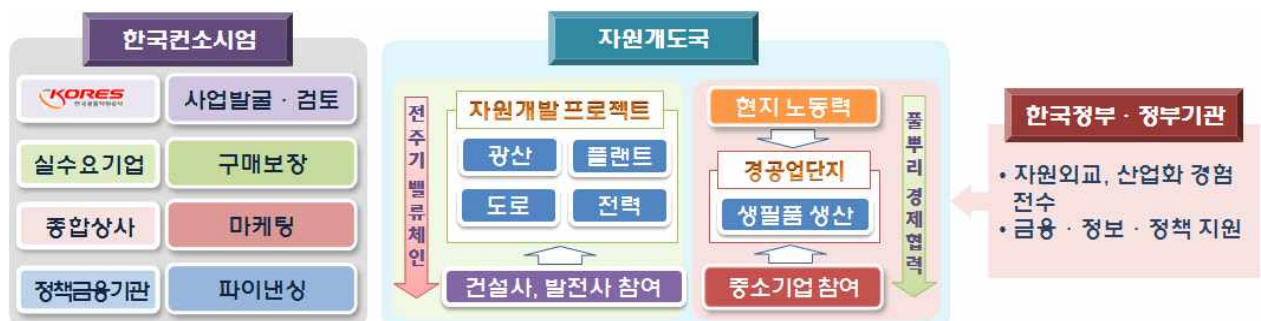 한국컨소시엄
KORES
사업발굴 · 검토
실수요기업
구매보장
종합상사
마케팅
정책금융기관
파이낸싱
자원개도국
전주기 밸류체인
자원개발 프로젝트
광산
플랜트
도로
전력
건설사, 발전사 참여
현지 노동력
경공업단지
생필품 생산
중소기업 참여
풀뿌리 경제협력
한국정부 · 정부기관
• 자원외교, 산업화 경험
전수
• 금융 · 정보 · 정책 지원